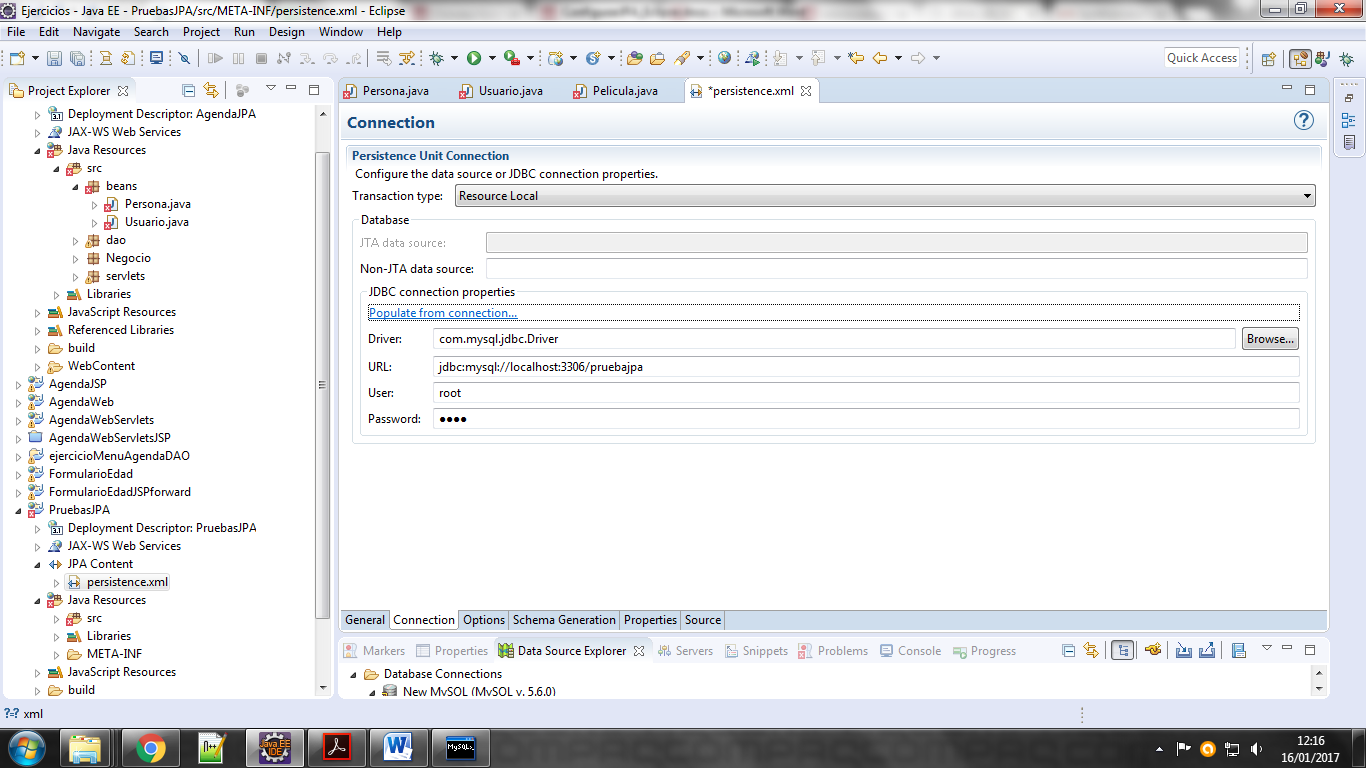 Ejercicios - Java EE - PruebasJPA/src/META-INF/persistence.xml - Eclipse
File Edit Navigate Search Project Run Design Window Help
Quick Access
Project Explorer
Persona.java Usuario.java Pelicula.java *persistence.xml
Deployment Descriptor: AgendaJPA
JAX-WS Web Services
Java Resources
src
beans
Persona.java
Usuario.java
dao
Negocio
servlets
Libraries
JavaScript Resources
Referenced Libraries
build
WebContent
AgendaJSP
AgendaWeb
AgendaWebServlets
AgendaWebServletsJSP
ejercicioMenuAgendaDAO
FormularioEdad
FormularioEdadJSPforward
PruebasJPA
Deployment Descriptor: PruebasJPA
JAX-WS Web Services
JPA Content
persistence.xml
Java Resources
src
Libraries
META-INF
JavaScript Resources
build
Connection
Persistence Unit Connection
Configure the data source or JDBC connection properties.
Transaction type: Resource Local
Database
JTA data source:
Non-JTA data source:
JDBC connection properties
Populate from connection...
Driver: com.mysql.jdbc.Driver Browse...
URL: jdbc:mysql://localhost:3306/pruebajpa
User: root
Password: ●●●●
General Connection Options Schema Generation Properties Source
Markers Properties Data Source Explorer Servers Snippets Problems Console Progress
Database Connections
New MySQL (MySQL v. 5.6.0)
xml
Java EE
IDE
MySQL
12:16
16/01/2017